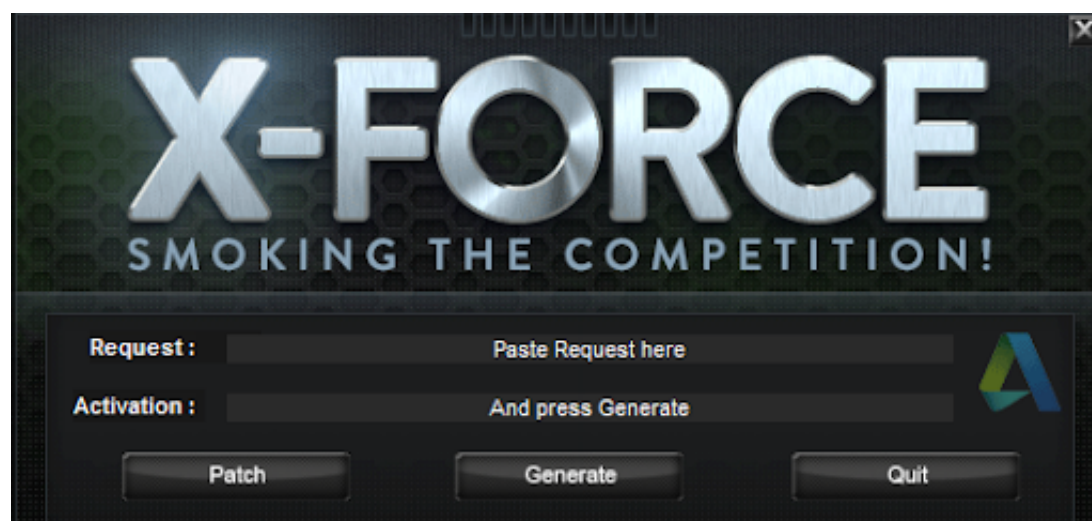 X-FORCE
SMOKING THE COMPETITION!
Request : Paste Request here
Activation : And press Generate
Patch Generate Quit